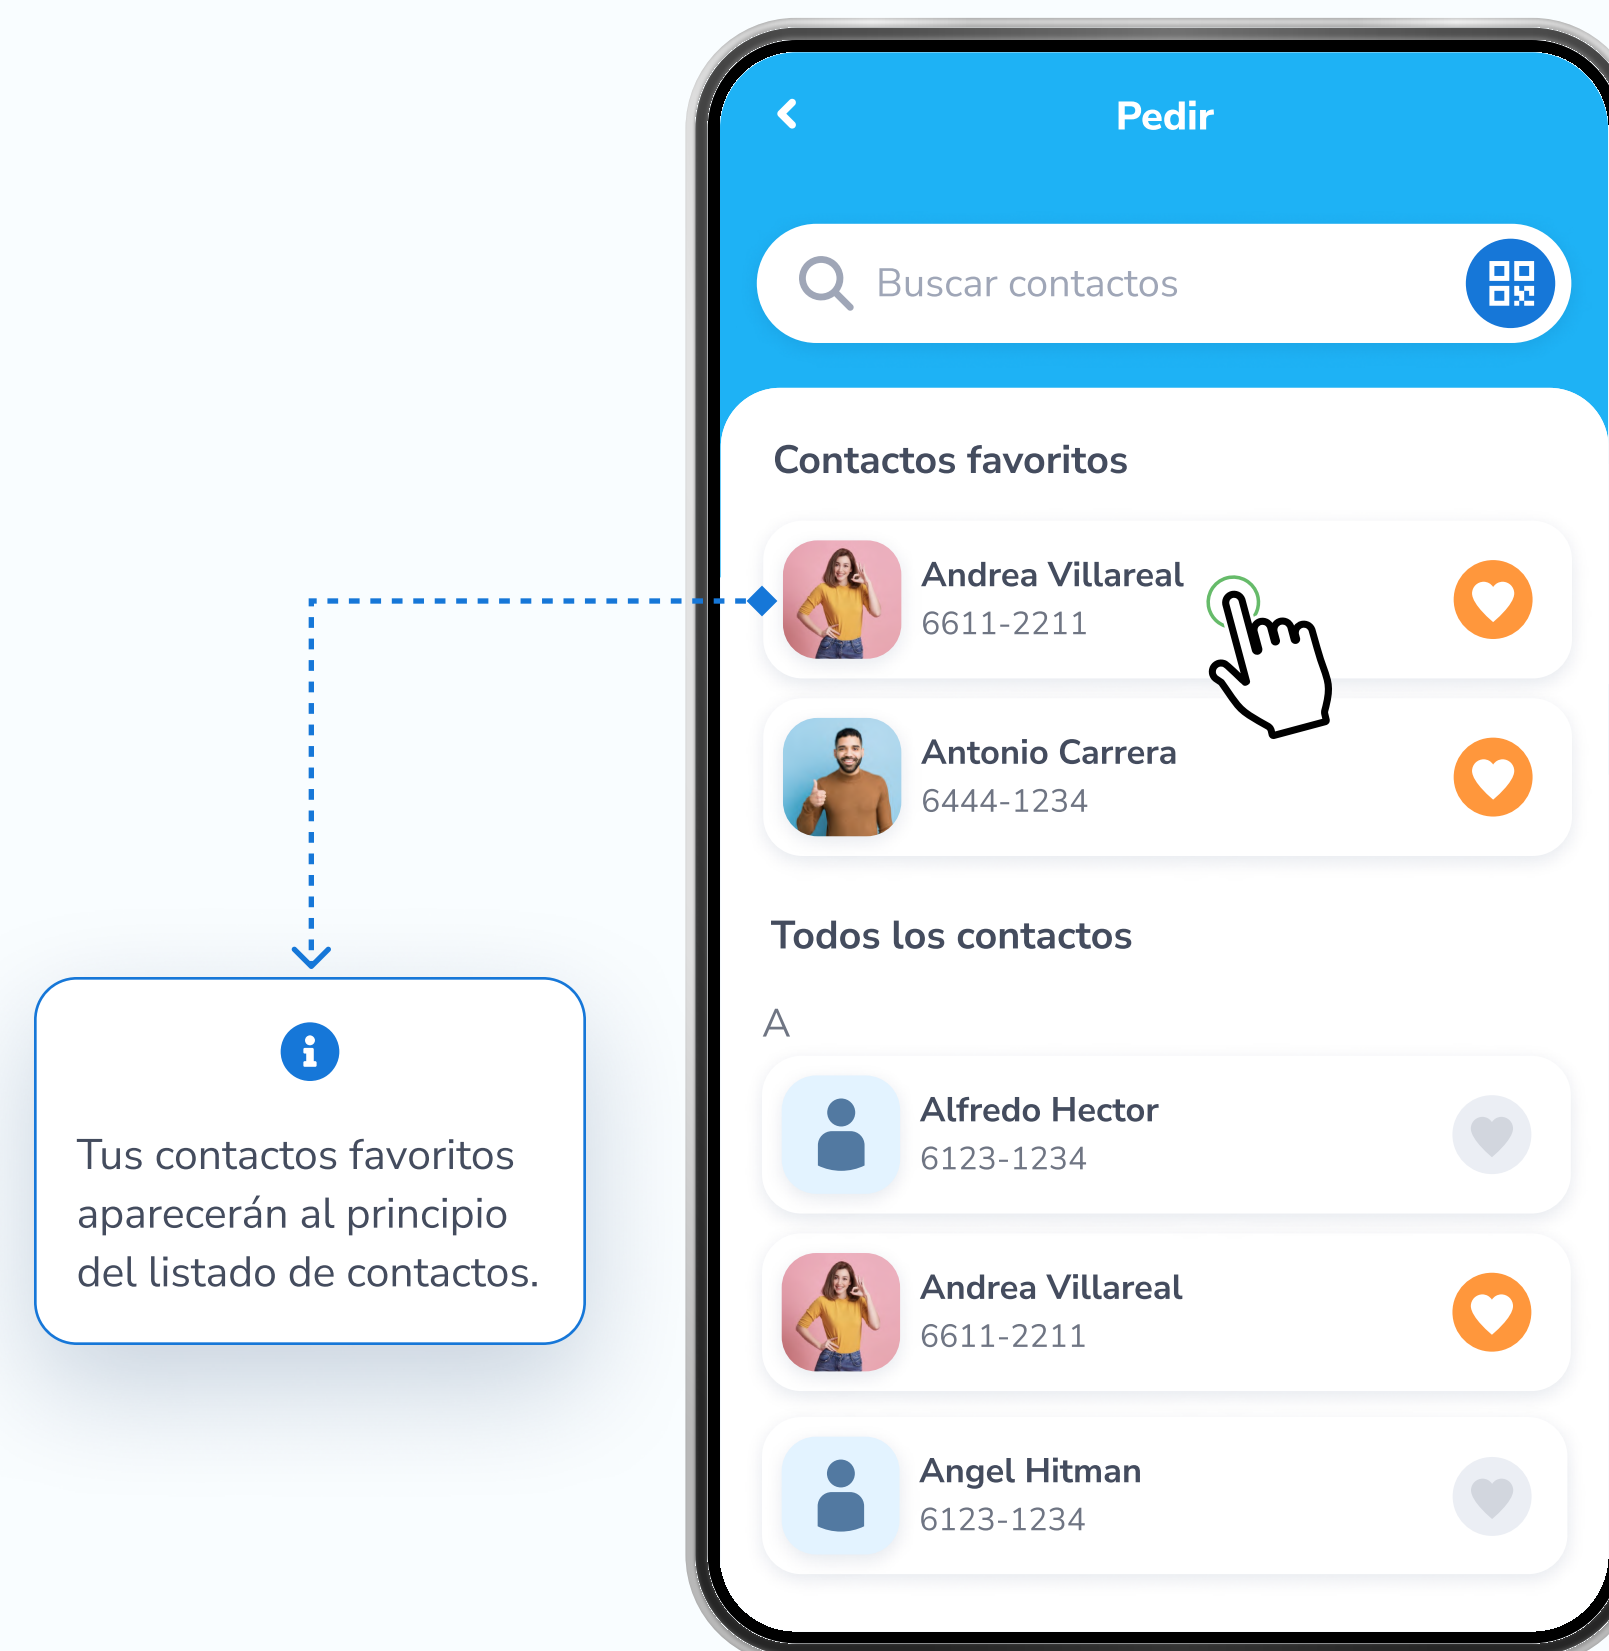 Pedir
Buscar contactos
Contactos favoritos
Andrea Villareal
6611-2211
Antonio Carrera
6444-1234
Todos los contactos
A
Alfredo Hector
6123-1234
Andrea Villareal
6611-2211
Angel Hitman
6123-1234
Tus contactos favoritos
aparecerán al principio
del listado de contactos.